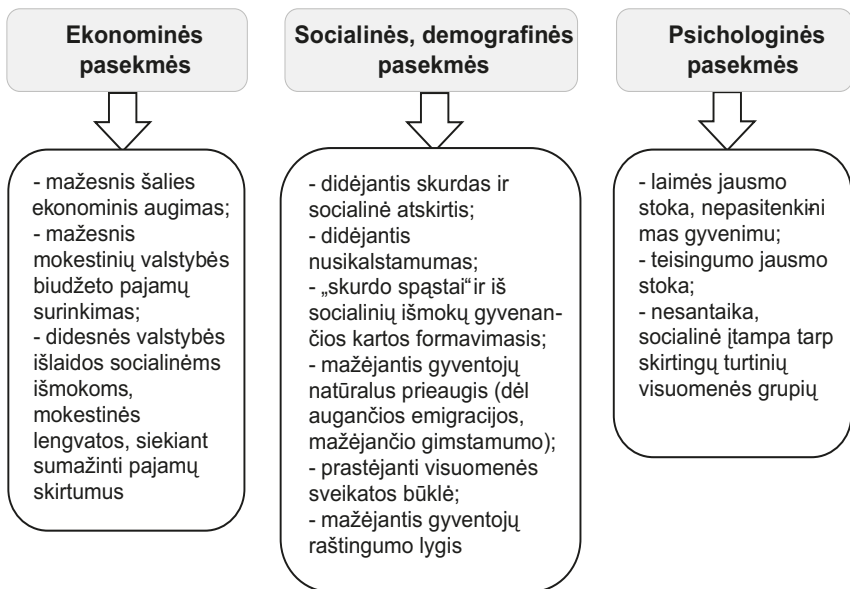 Ekonominės
pasekmės
- mažesnis šalies
ekonominis augimas;
- mažesnis
mokestinių valstybės
biudžeto pajamų
surinkimas;
- didesnės valstybės
išlaidos socialinėms
išmokoms,
mokestinės
lengvatos, siekiant
sumažinti pajamų
skirtumus
Socialinės, demografinės
pasekmės
- didėjantis skurdas ir
socialinė atskirtis;
- didėjantis
nusikalstamumas;
- „skurdo spąstai“ir iš
socialinių išmokų gyvenan-
čios kartos formavimasis;
- mažėjantis gyventojų
natūralus prieaugis (dėl
augančios emigracijos,
mažėjančio gimstamumo);
- prastėjanti visuomenės
sveikatos būklė;
- mažėjantis gyventojų
raštingumo lygis
Psichologinės
pasekmės
- laimės jausmo
stoka, nepasitenkini-
mas gyvenimu;
- teisingumo jausmo
stoka;
- nesantaika,
socialinė įtampa tarp
skirtingų turtinių
visuomenės grupių